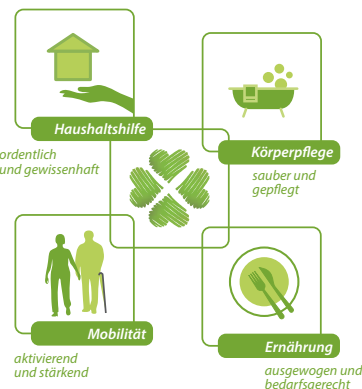 Haushaltshilfe
ordentlich
und gewissenhaft
Körperpflege
sauber und
gepflegt
Mobilität
aktivierend
und stärkend
Ernährung
ausgewogen und
bedarfsgerecht